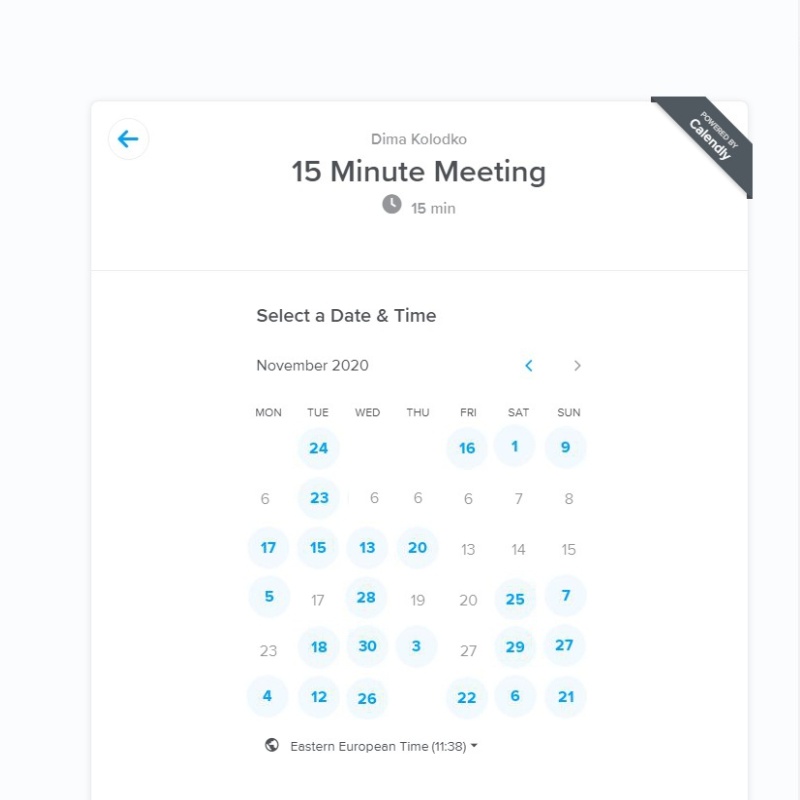 POWERED BY
Calendly
Dima Kolodko
15 Minute Meeting
15 min
Select a Date & Time
November 2020
MON TUE WED THU FRI SAT SUN
24 16 1 9
6 23 6 6 6 7 8
17 15 13 20 13 14 15
5 17 28 19 20 25 7
23 18 30 3 27 29 27
4 12 26 22 6 21
Eastern European Time (11:38)